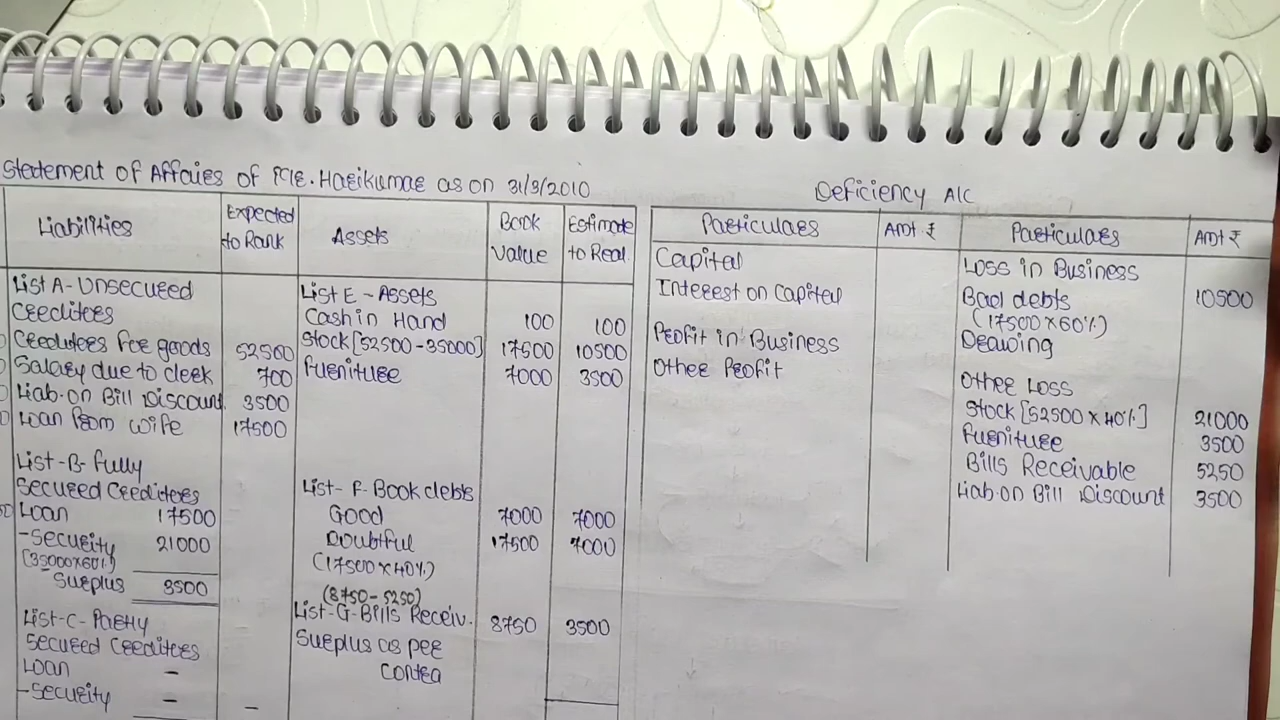 Statement of Affairs of Mr. Harikumar as on 31/3/2010
Liabilities
Expected
to Rank
Assets
Book
Value
Estimate
to Real.
List A - Unsecured
Creditors
Creditors for goods 52500
Salary due to clerk 700
Liab. on Bill Discount 3500
Loan from wife 17500
List - B - Fully
Secured Creditors
Loan 17500
- Security 21000
(35000x60%)
Surplus 3500
List - C - Partly
Secured Creditors
Loan -
- Security - -
List E - Assets
Cash in Hand 100 100
Stock [52500-35000] 17500 10500
Furniture 7000 3500
List - F - Book debts
Good 7000 7000
Doubtful 17500 7000
(17500x40%)
(8750-5250)
List - G - Bills Receiv. 8750 3500
Surplus as per
contra
Deficiency A/C
Particulars Amt ₹ Particulars Amt ₹
Capital
Interest on capital
Profit in Business
Other Profit
Loss in Business
Bad debts 10500
(17500x60%)
Drawing
Other Loss
Stock [52500x40%] 21000
Furniture 3500
Bills Receivable 5250
Liab. on Bill Discount 3500